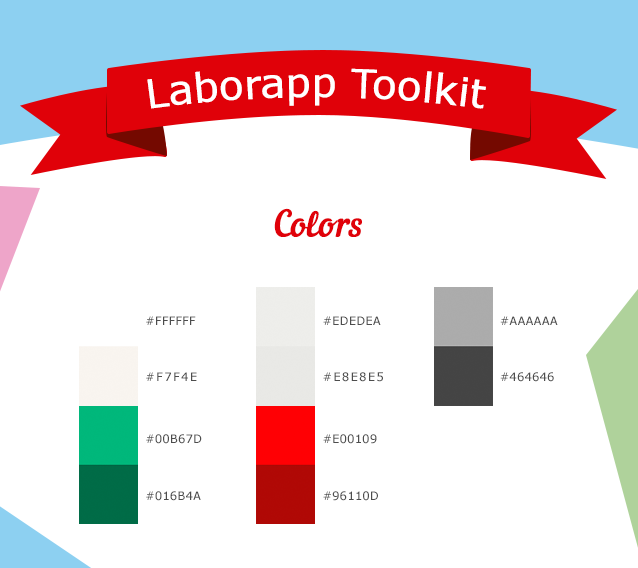 Laborapp Toolkit
Colors
#FFFFFF
#EDEDEA
#AAAAAA
#F7F4E
#E8E8E5
#464646
#00B67D
#E00109
#016B4A
#96110D